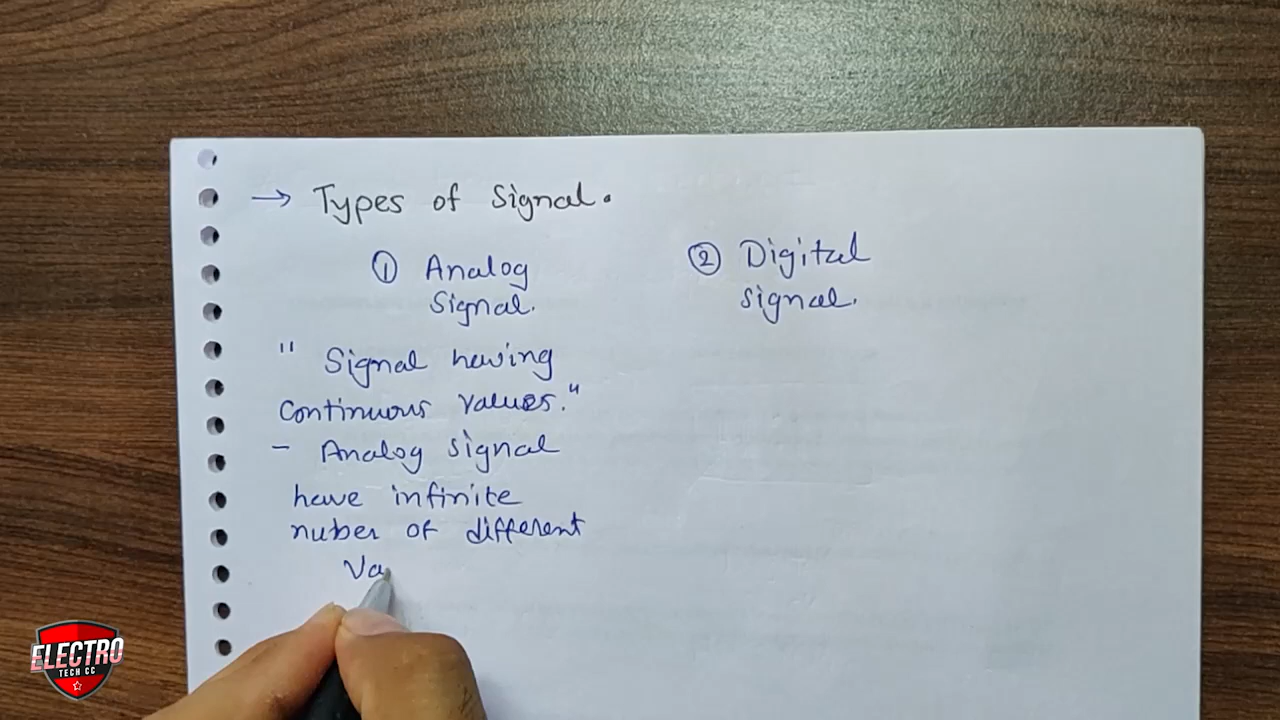 → Types of Signal.
① Analog
Signal.
② Digital
signal.
" Signal having
continuous values."
- Analog signal
have infinite
nuber of different
Va
ELECTRO
TECH CC